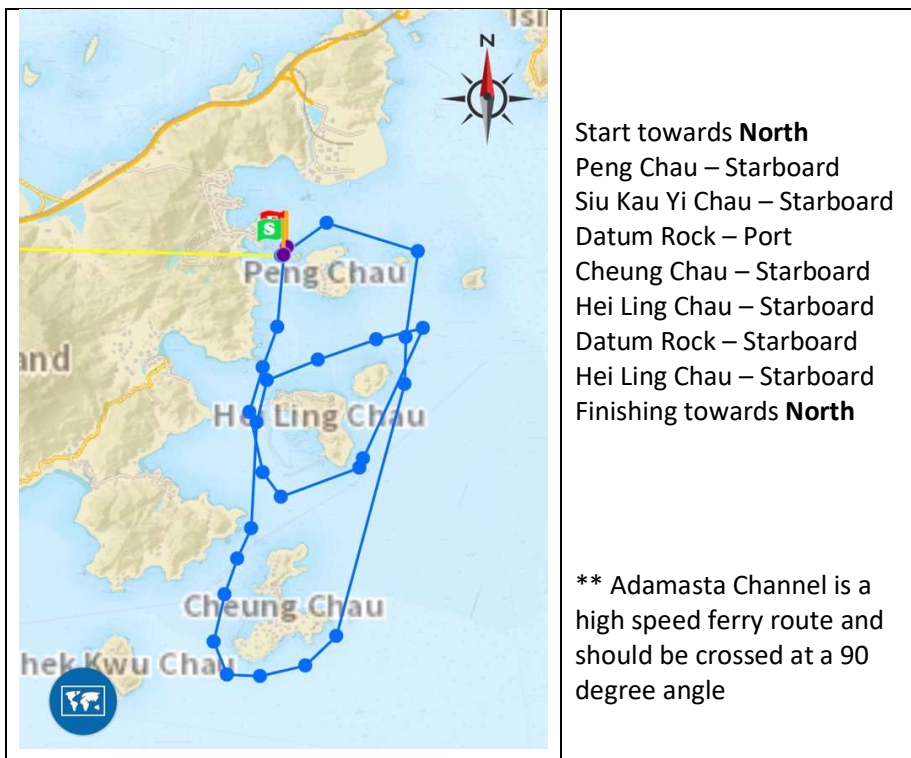 Tsi
N
S
Peng Chau
and
Hei Ling Chau
Cheung Chau
hek Kwu Chau
Start towards North
Peng Chau – Starboard
Siu Kau Yi Chau – Starboard
Datum Rock – Port
Cheung Chau – Starboard
Hei Ling Chau – Starboard
Datum Rock – Starboard
Hei Ling Chau – Starboard
Finishing towards North
** Adamasta Channel is a
high speed ferry route and
should be crossed at a 90
degree angle